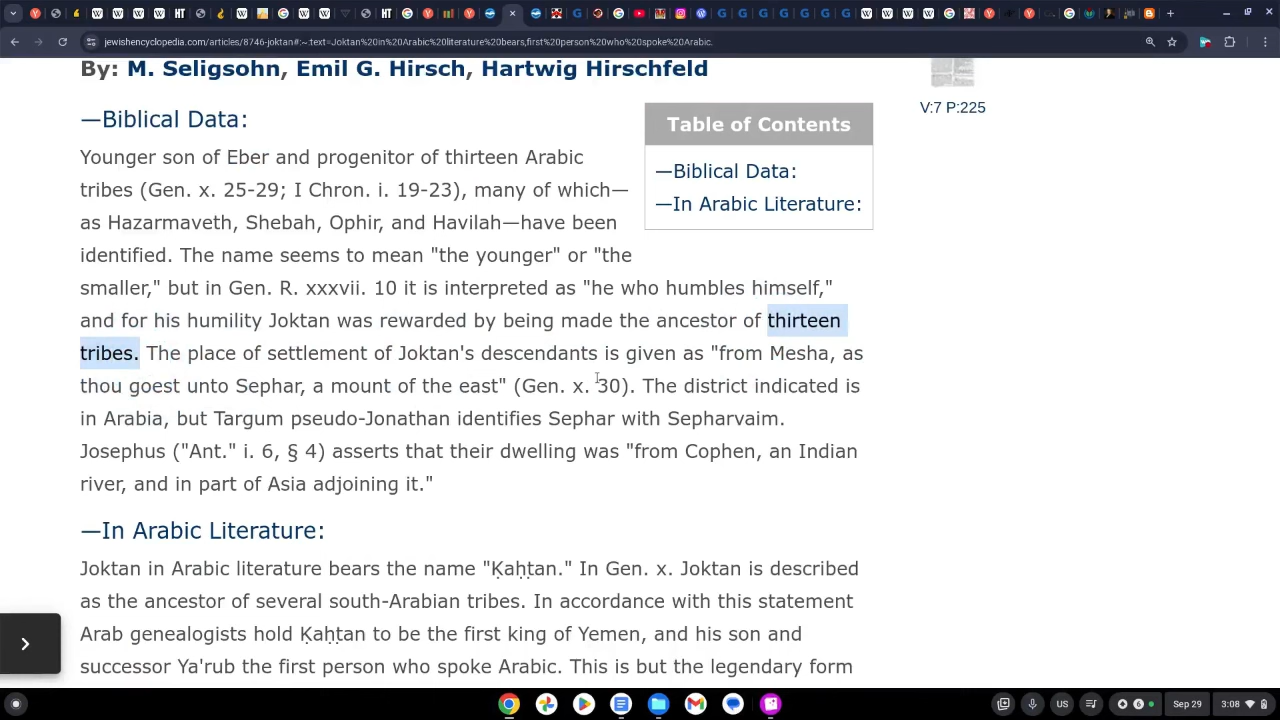 jewishencyclopedia.com/articles/8746-joktan#:~:text=Joktan%20in%20Arabic%20literature%20bears,first%20person%20who%20spoke%20Arabic.
By: M. Seligsohn, Emil G. Hirsch, Hartwig Hirschfeld
V:7 P:225
—Biblical Data:
Table of Contents
—Biblical Data:
—In Arabic Literature:
Younger son of Eber and progenitor of thirteen Arabic
tribes (Gen. x. 25-29; I Chron. i. 19-23), many of which—
as Hazarmaveth, Shebah, Ophir, and Havilah—have been
identified. The name seems to mean "the younger" or "the
smaller," but in Gen. R. xxxvii. 10 it is interpreted as "he who humbles himself,"
and for his humility Joktan was rewarded by being made the ancestor of thirteen
tribes. The place of settlement of Joktan's descendants is given as "from Mesha, as
thou goest unto Sephar, a mount of the east" (Gen. x. 30). The district indicated is
in Arabia, but Targum pseudo-Jonathan identifies Sephar with Sepharvaim.
Josephus ("Ant." i. 6, § 4) asserts that their dwelling was "from Cophen, an Indian
river, and in part of Asia adjoining it."
—In Arabic Literature:
Joktan in Arabic literature bears the name "Ḳaḥṭan." In Gen. x. Joktan is described
as the ancestor of several south-Arabian tribes. In accordance with this statement
Arab genealogists hold Ḳaḥṭan to be the first king of Yemen, and his son and
successor Ya'rub the first person who spoke Arabic. This is but the legendary form
US
6
Sep 29
3:08